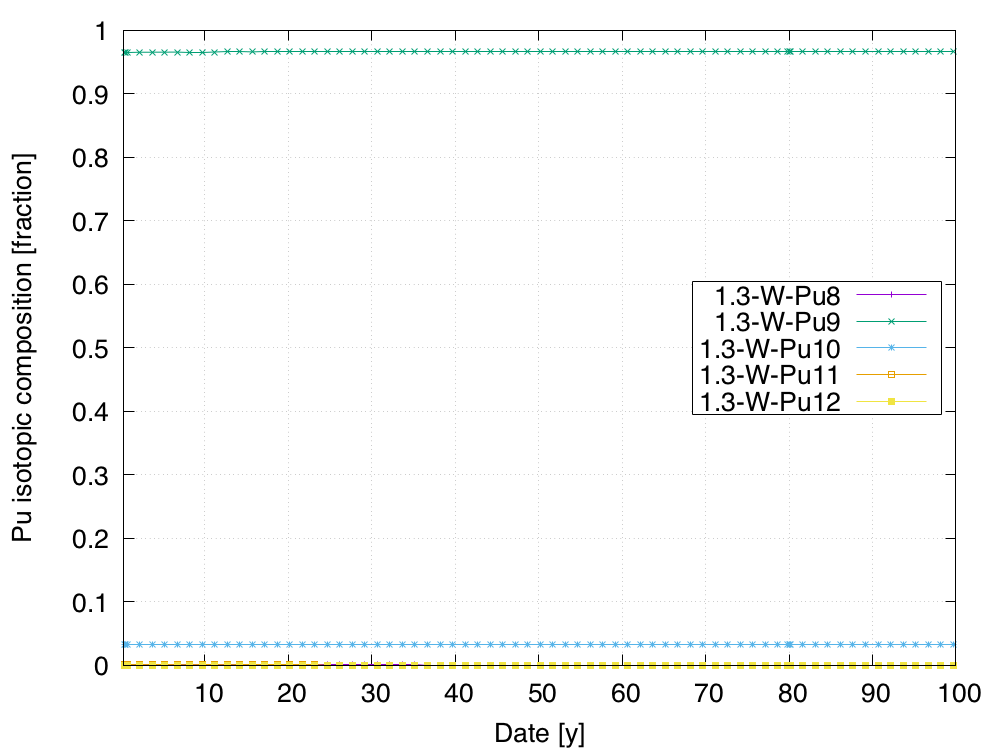 1
0.9
0.8
0.7
0.6
0.5
0.4
0.3
0.2
0.1
0
Pu isotopic composition [fraction]
1.3-W-Pu8
1.3-W-Pu9
1.3-W-Pu10
1.3-W-Pu11
1.3-W-Pu12
10 20 30 40 50 60 70 80 90 100
Date [y]